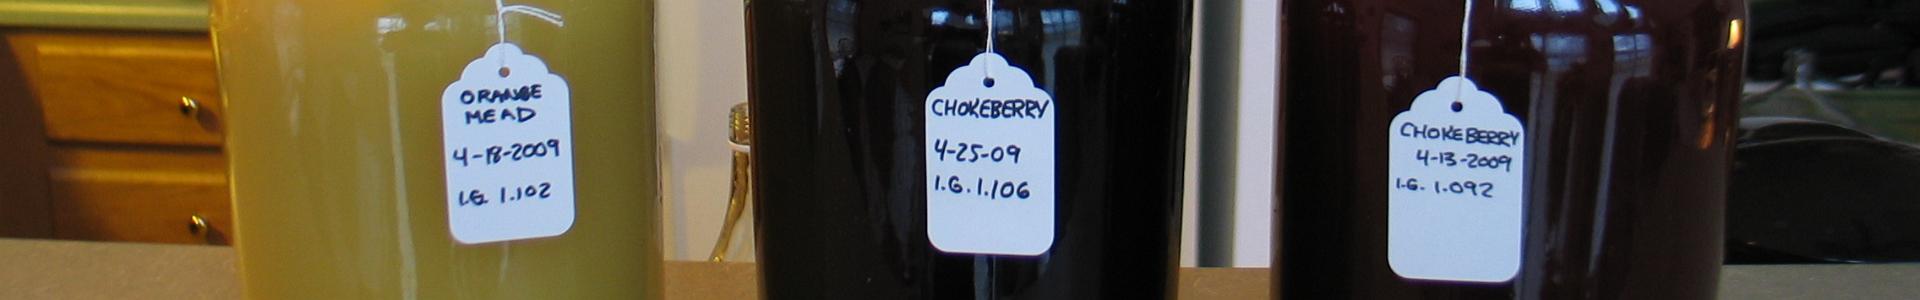 ORANGE
MEAD
4-18-2009
I.G. 1.102
CHOKEBERRY
4-25-09
I.G. 1.106
CHOKEBERRY
4-13-2009
I.G. 1.092